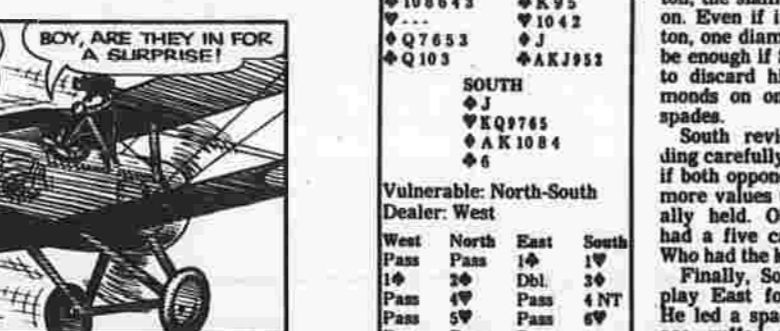 BOY, ARE THEY IN FOR
A SURPRISE!
♠108643 ♠K95
♥--- ♥1042
♦Q7653 ♦J
♣Q103 ♣AKJ952
SOUTH
♠J
♥KQ9765
♦AK1084
♣6
Vulnerable: North-South
Dealer: West
West North East South
Pass Pass 1♣ 1♥
1♠ 2♠ Dbl. 3♦
Pass 4♥ Pass 4 NT
Pass 5♥ Pass 6♥
on. Even if i
ton, one diam
be enough if
to discard h
monds on on
spades.
South revi
ding carefully
if both oppon
more values
ally held. O
had a five c
Who had the k
Finally, So
play East fo
He led a spa